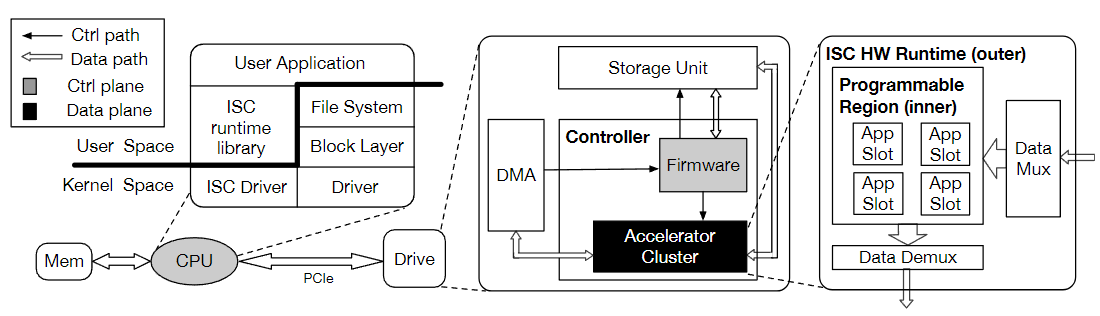 Ctrl path
Data path
Ctrl plane
Data plane
User Application
ISC
runtime
library
File System
Block Layer
User Space
Kernel Space
ISC Driver
Driver
Mem
CPU
PCIe
Drive
Storage Unit
Controller
DMA
Firmware
Accelerator
Cluster
ISC HW Runtime (outer)
Programmable
Region (inner)
App
Slot
App
Slot
App
Slot
App
Slot
Data
Mux
Data Demux